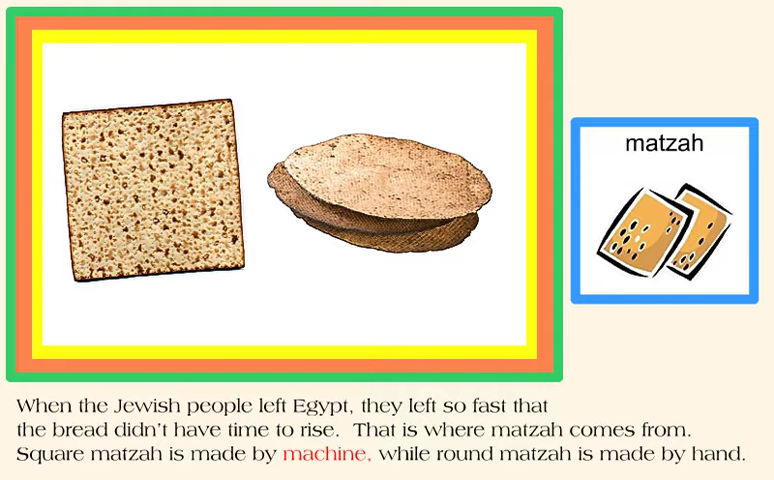 matzah
When the Jewish people left Egypt, they left so fast that
the bread didn't have time to rise.  That is where matzah comes from.
Square matzah is made by machine, while round matzah is made by hand.